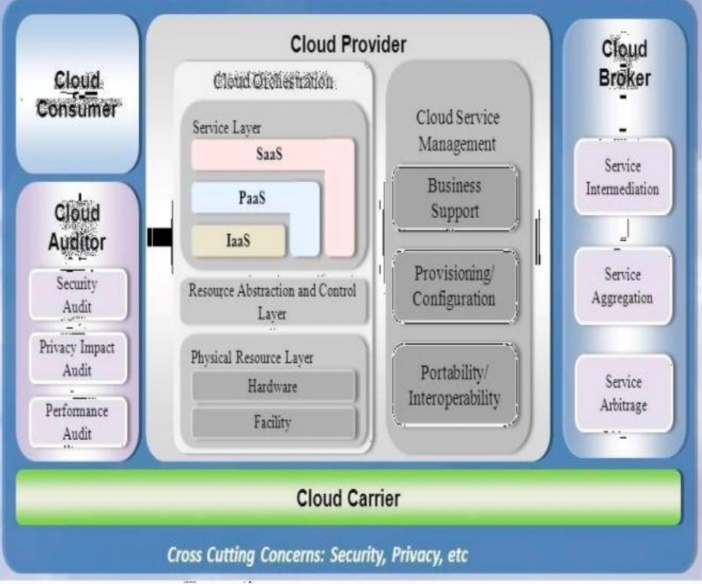 Cloud
Consumer
Cloud
Auditor
Security
Audit
Privacy Impact
Audit
Performance
Audit
Cloud Provider
Cloud Orchestration
Service Layer
SaaS
PaaS
IaaS
Resource Abstraction and Control
Layer
Physical Resource Layer
Hardware
Facility
Cloud Service
Management
Business
Support
Provisioning/
Configuration
Portability/
Interoperability
Cloud
Broker
Service
Intermediation
Service
Aggregation
Service
Arbitrage
Cloud Carrier
Cross Cutting Concerns: Security, Privacy, etc